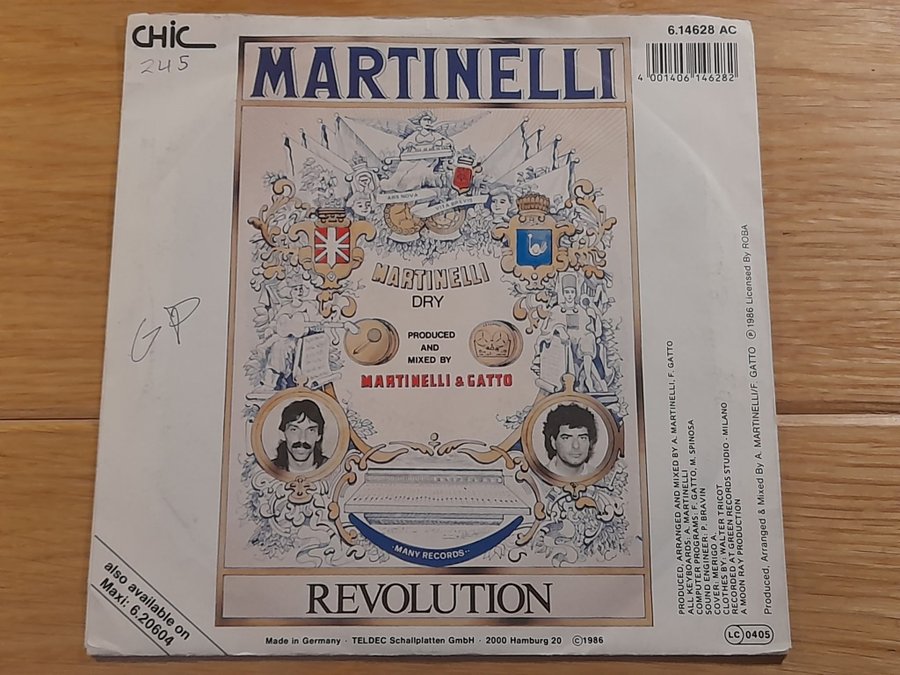 CHIC
245
6.14628 AC
4 001406 146282
MARTINELLI
ARS NOVA
VITA BREVIS
MARTINELLI
DRY
PRODUCED
AND
MIXED BY
MARTINELLI & GATTO
GP
·MANY RECORDS·
REVOLUTION
also available on
Maxi: 6.20604
Made in Germany · TELDEC Schallplatten GmbH · 2000 Hamburg 20 ©1986
PRODUCED, ARRANGED AND MIXED BY A. MARTINELLI, F. GATTO
ALL KEYBOARDS: A. MARTINELLI
COMPUTER PROGRAMS: F. GATTO, M. SPINOSA
SOUND ENGINEER: P. BRAVIN
COVER: MERIGO A.
CLOTHES BY: WALTER TRICOT
RECORDED AT GREEN RECORDS STUDIO - MILANO
A MOON RAY PRODUCTION
Produced, Arranged & Mixed By A. MARTINELLI/F. GATTO ℗ 1986 Licensed By ROBA
LC 0405